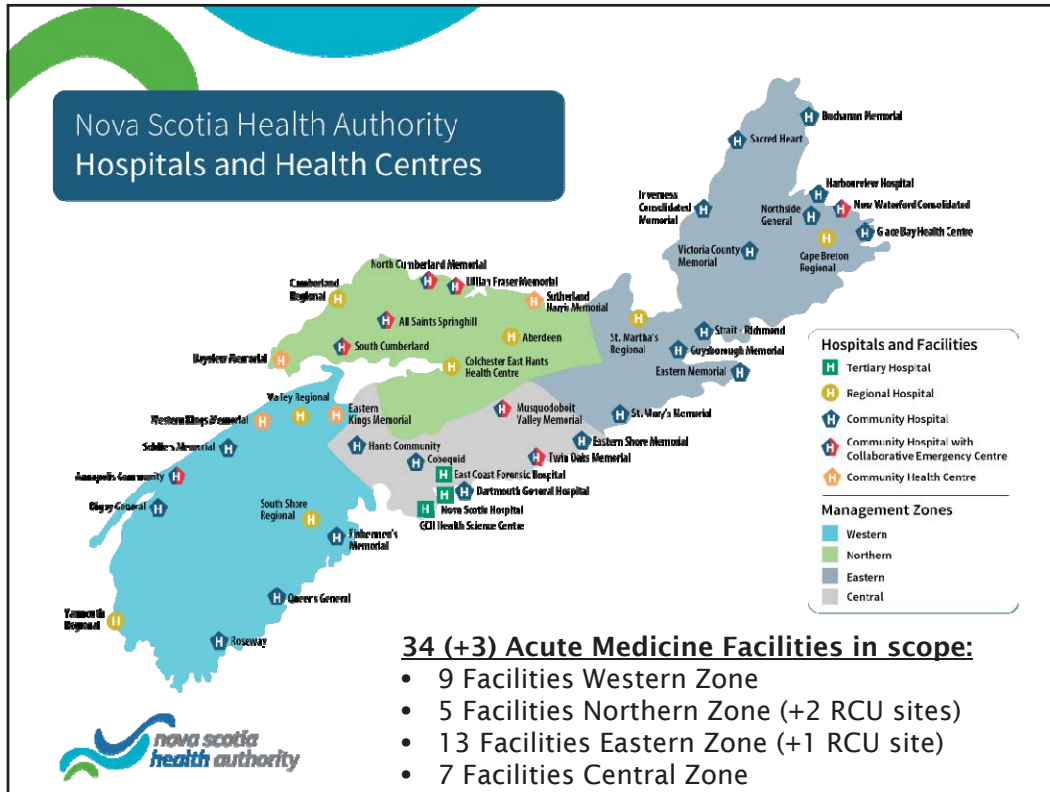 Nova Scotia Health Authority
Hospitals and Health Centres
Buchanan Memorial
Sacred Heart
Harbourview Hospital
Inverness
Consolidated
Memorial
Northside
General
New Waterford Consolidated
Glace Bay Health Centre
Victoria County
Memorial
Cape Breton
Regional
North Cumberland Memorial
Lillian Fraser Memorial
Cumberland
Regional
Sutherland
Harris Memorial
All Saints Springhill
Aberdeen
South Cumberland
St. Martha's
Regional
Strait - Richmond
Guysborough Memorial
Bayview Memorial
Colchester East Hants
Health Centre
Eastern Memorial
Valley Regional
Western Kings Memorial
Eastern
Kings Memorial
Musquodoboit
Valley Memorial
St. Mary's Memorial
Soldiers Memorial
Hants Community
Eastern Shore Memorial
Cobequid
Twin Oaks Memorial
Annapolis Community
East Coast Forensic Hospital
Digby General
Dartmouth General Hospital
South Shore
Regional
Nova Scotia Hospital
QEII Health Science Centre
Fishermen's
Memorial
Queens General
Yarmouth
Regional
Roseway
Hospitals and Facilities
H Tertiary Hospital
H Regional Hospital
H Community Hospital
H Community Hospital with
Collaborative Emergency Centre
H Community Health Centre
Management Zones
Western
Northern
Eastern
Central
34 (+3) Acute Medicine Facilities in scope:
• 9 Facilities Western Zone
• 5 Facilities Northern Zone (+2 RCU sites)
• 13 Facilities Eastern Zone (+1 RCU site)
• 7 Facilities Central Zone
nova scotia
health authority